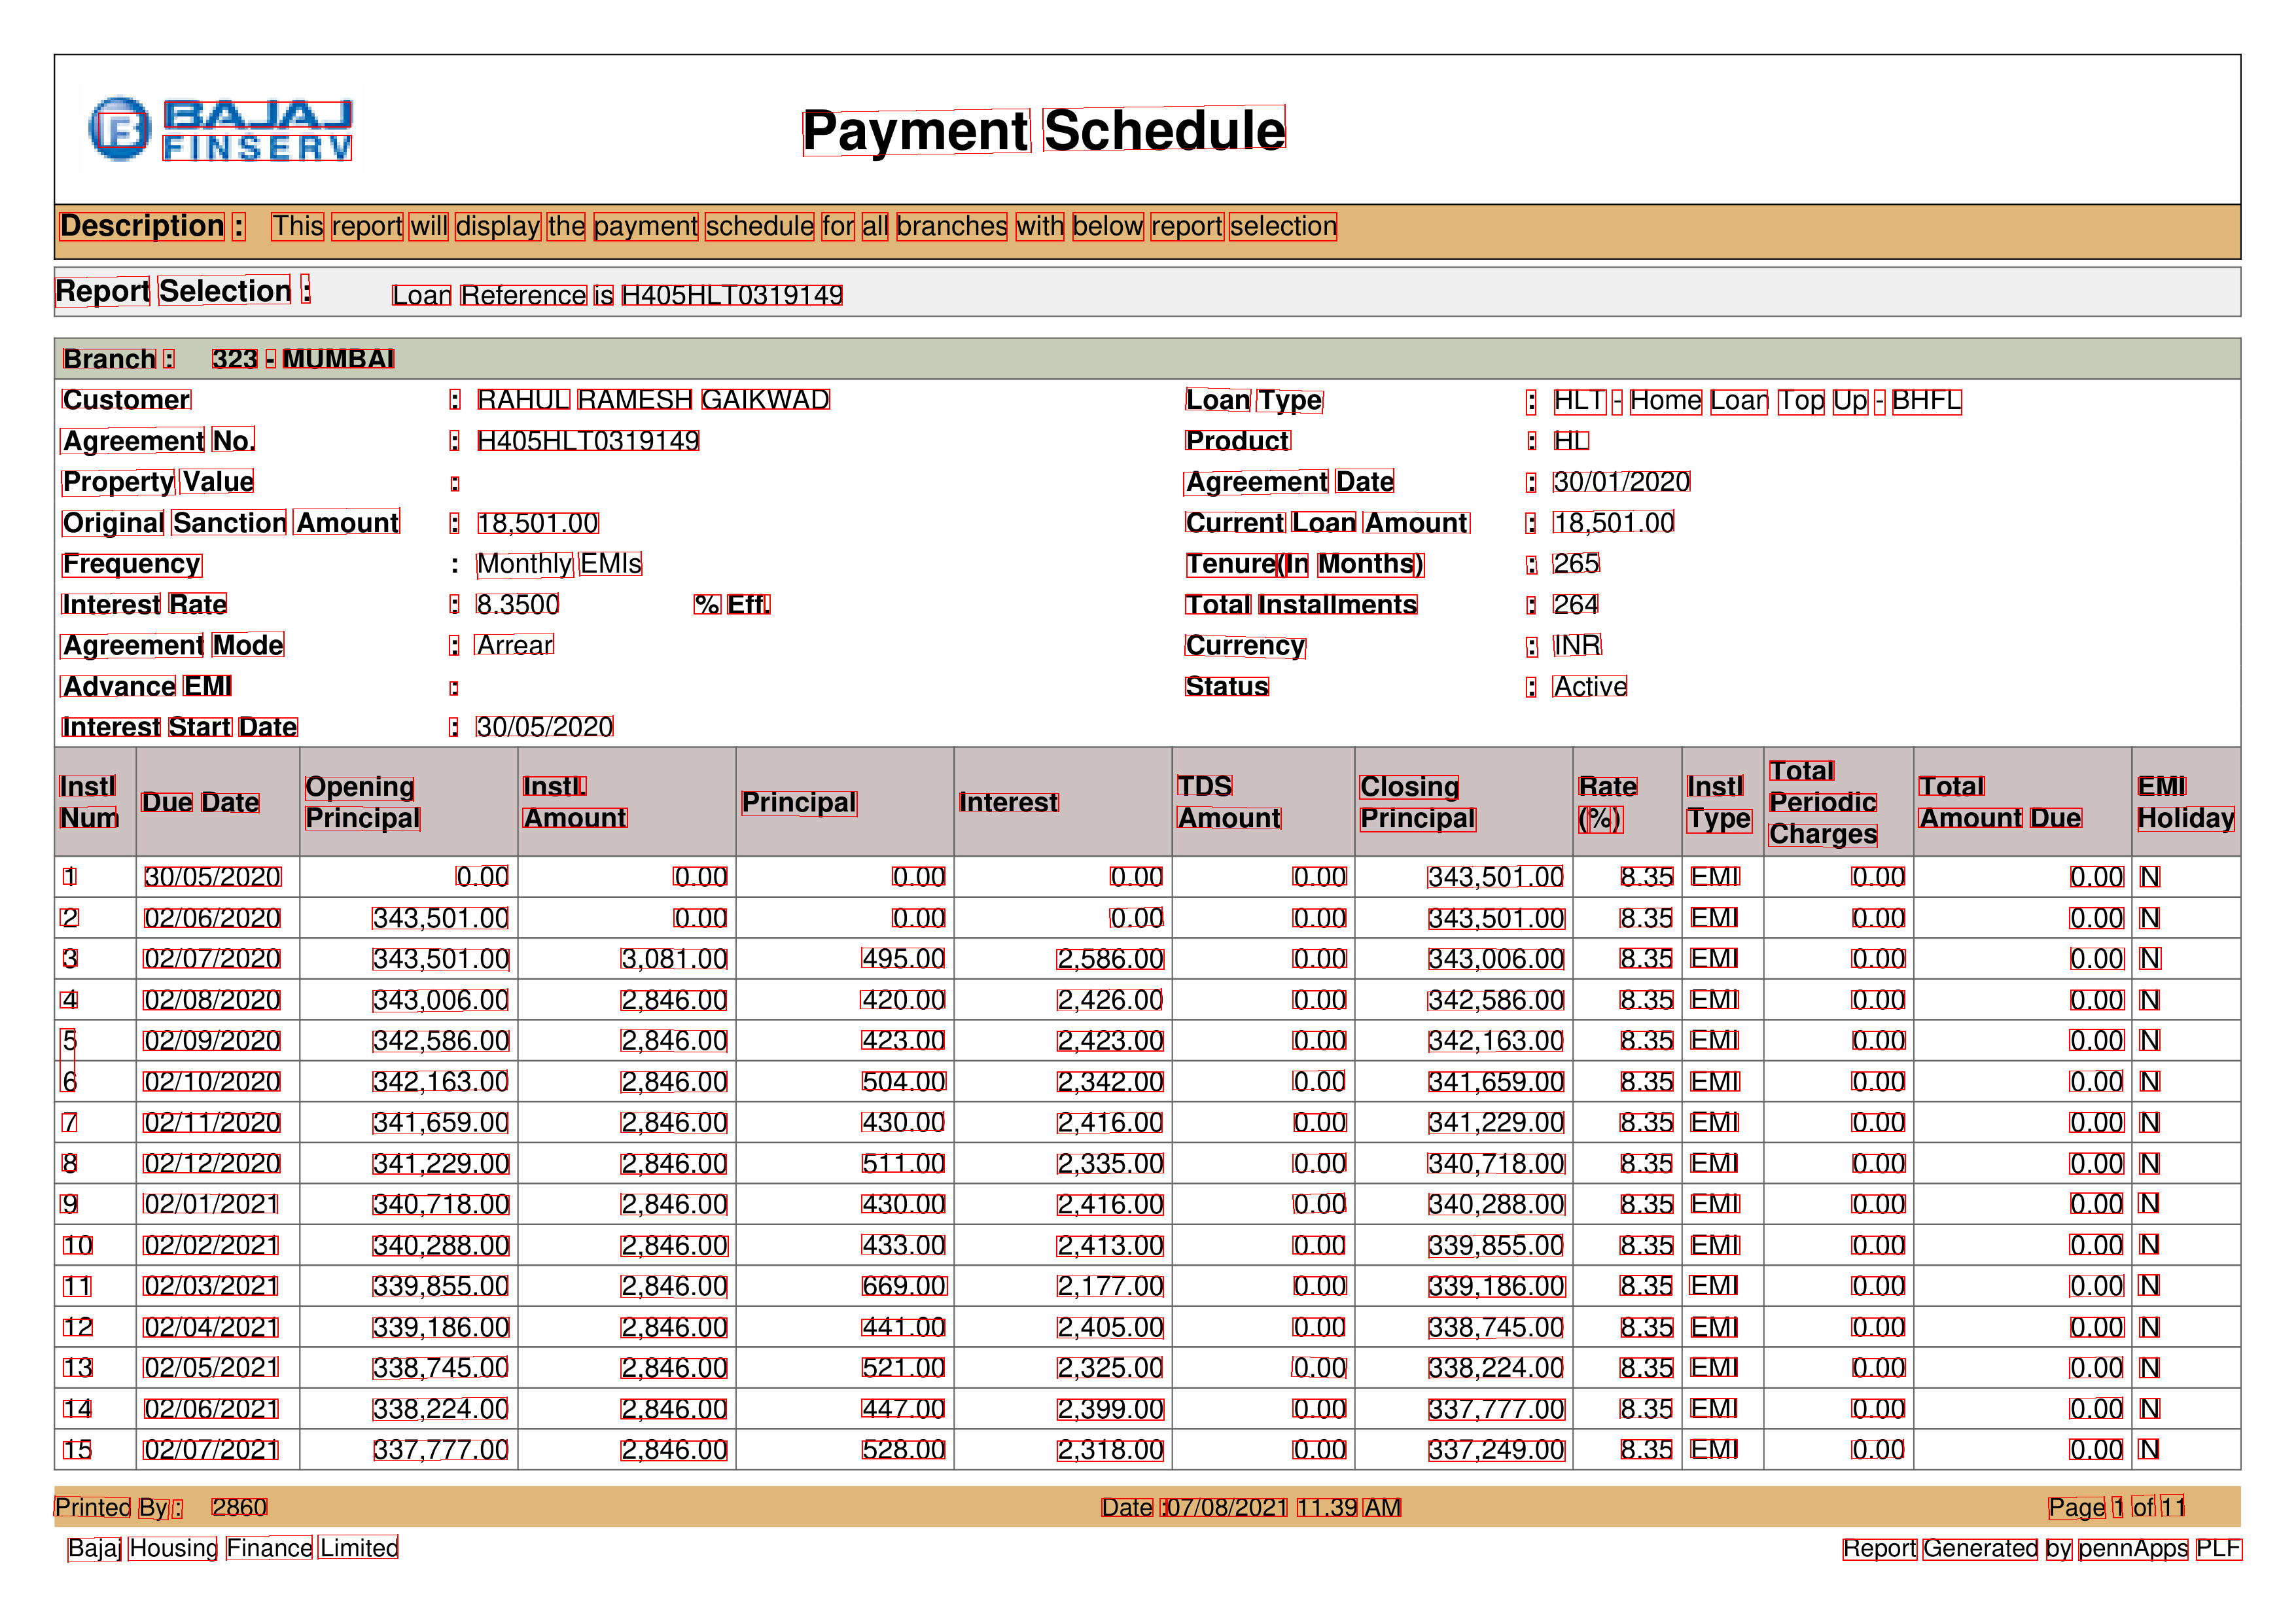 BAJAJ
FINSERV
Payment Schedule
Description : This report will display the payment schedule for all branches with below report selection
Report Selection : Loan Reference is H405HLT0319149
Branch : 323 - MUMBAI
Customer : RAHUL RAMESH GAIKWAD Loan Type : HLT - Home Loan Top Up - BHFL
Agreement No. : H405HLT0319149 Product : HL
Property Value : Agreement Date : 30/01/2020
Original Sanction Amount : 18,501.00 Current Loan Amount : 18,501.00
Frequency : Monthly EMIs Tenure(In Months) : 265
Interest Rate : 8.3500 % Eff. Total Installments : 264
Agreement Mode : Arrear Currency : INR
Advance EMI : Status : Active
Interest Start Date : 30/05/2020
Instl Num Due Date Opening Principal Instl. Amount Principal Interest TDS Amount Closing Principal Rate (%) Instl Type Total Periodic Charges Total Amount Due EMI Holiday
1 30/05/2020 0.00 0.00 0.00 0.00 0.00 343,501.00 8.35 EMI 0.00 0.00 N
2 02/06/2020 343,501.00 0.00 0.00 0.00 0.00 343,501.00 8.35 EMI 0.00 0.00 N
3 02/07/2020 343,501.00 3,081.00 495.00 2,586.00 0.00 343,006.00 8.35 EMI 0.00 0.00 N
4 02/08/2020 343,006.00 2,846.00 420.00 2,426.00 0.00 342,586.00 8.35 EMI 0.00 0.00 N
5 02/09/2020 342,586.00 2,846.00 423.00 2,423.00 0.00 342,163.00 8.35 EMI 0.00 0.00 N
6 02/10/2020 342,163.00 2,846.00 504.00 2,342.00 0.00 341,659.00 8.35 EMI 0.00 0.00 N
7 02/11/2020 341,659.00 2,846.00 430.00 2,416.00 0.00 341,229.00 8.35 EMI 0.00 0.00 N
8 02/12/2020 341,229.00 2,846.00 511.00 2,335.00 0.00 340,718.00 8.35 EMI 0.00 0.00 N
9 02/01/2021 340,718.00 2,846.00 430.00 2,416.00 0.00 340,288.00 8.35 EMI 0.00 0.00 N
10 02/02/2021 340,288.00 2,846.00 433.00 2,413.00 0.00 339,855.00 8.35 EMI 0.00 0.00 N
11 02/03/2021 339,855.00 2,846.00 669.00 2,177.00 0.00 339,186.00 8.35 EMI 0.00 0.00 N
12 02/04/2021 339,186.00 2,846.00 441.00 2,405.00 0.00 338,745.00 8.35 EMI 0.00 0.00 N
13 02/05/2021 338,745.00 2,846.00 521.00 2,325.00 0.00 338,224.00 8.35 EMI 0.00 0.00 N
14 02/06/2021 338,224.00 2,846.00 447.00 2,399.00 0.00 337,777.00 8.35 EMI 0.00 0.00 N
15 02/07/2021 337,777.00 2,846.00 528.00 2,318.00 0.00 337,249.00 8.35 EMI 0.00 0.00 N
Printed By : 2860 Date :07/08/2021 11.39 AM Page 1 of 11
Bajaj Housing Finance Limited Report Generated by pennApps PLF